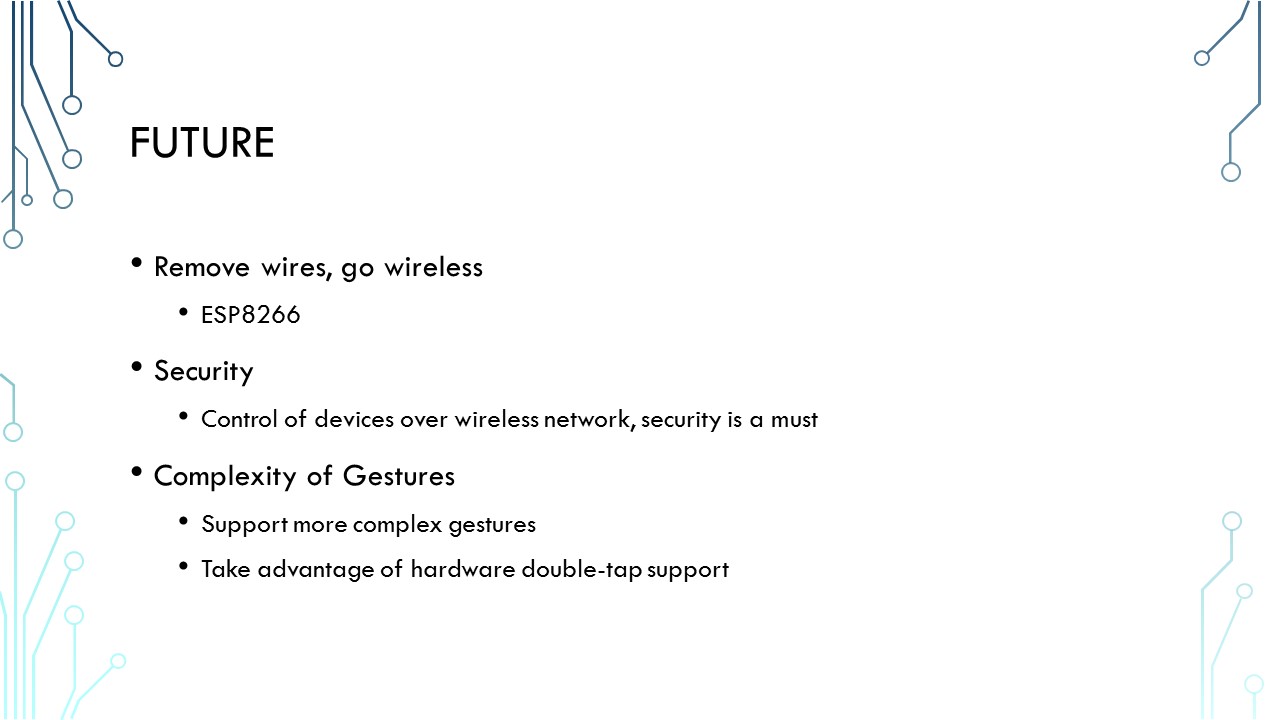 FUTURE
• Remove wires, go wireless
• ESP8266
• Security
• Control of devices over wireless network, security is a must
• Complexity of Gestures
• Support more complex gestures
• Take advantage of hardware double-tap support